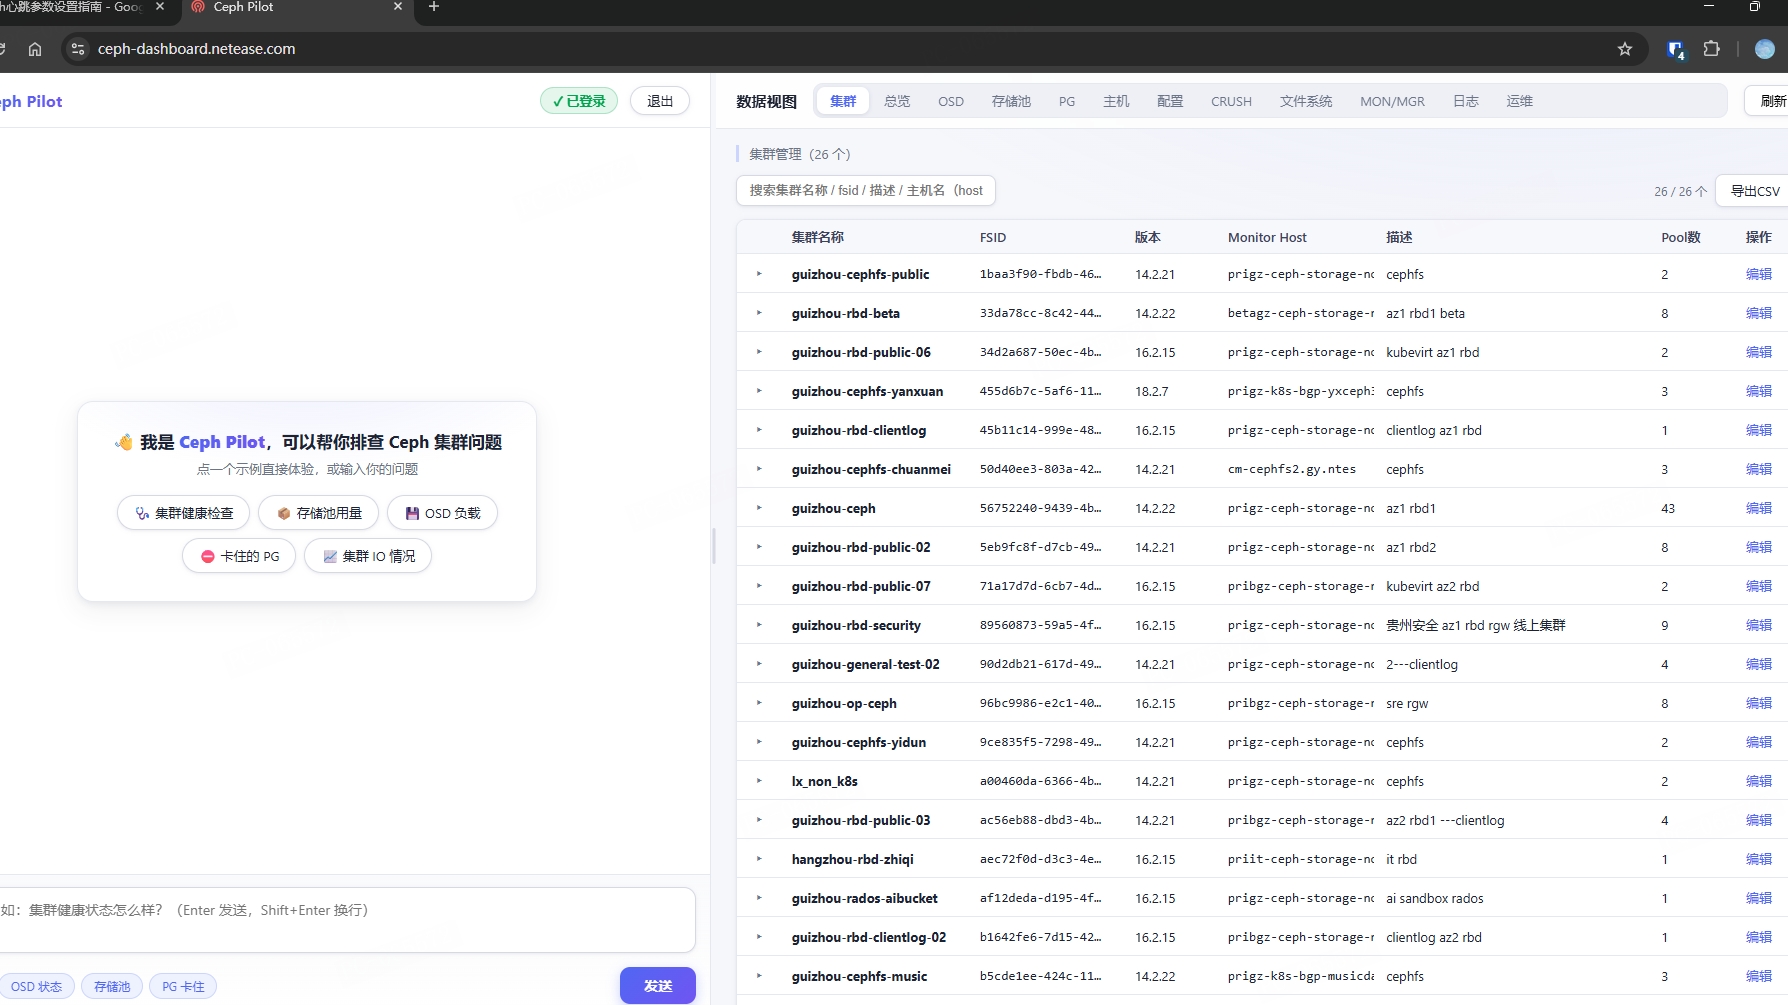 心跳参数设置指南 - Goo
Ceph Pilot
ceph-dashboard.netease.com
4
ph Pilot
✓已登录
退出
数据视图
集群
总览
OSD
存储池
PG
主机
配置
CRUSH
文件系统
MON/MGR
日志
运维
刷新
集群管理（26 个）
搜索集群名称 / fsid / 描述 / 主机名（host
26 / 26 个
导出CSV
集群名称 FSID 版本 Monitor Host 描述 Pool数 操作
guizhou-cephfs-public 1baa3f90-fbdb-46… 14.2.21 prigz-ceph-storage-nc cephfs 2 编辑
guizhou-rbd-beta 33da78cc-8c42-44… 14.2.22 betagz-ceph-storage-r az1 rbd1 beta 8 编辑
guizhou-rbd-public-06 34d2a687-50ec-4b… 16.2.15 prigz-ceph-storage-nc kubevirt az1 rbd 2 编辑
guizhou-cephfs-yanxuan 455d6b7c-5af6-11… 18.2.7 prigz-k8s-bgp-yxceph3 cephfs 3 编辑
guizhou-rbd-clientlog 45b11c14-999e-48… 16.2.15 prigz-ceph-storage-nc clientlog az1 rbd 1 编辑
guizhou-cephfs-chuanmei 50d40ee3-803a-42… 14.2.21 cm-cephfs2.gy.ntes cephfs 3 编辑
guizhou-ceph 56752240-9439-4b… 14.2.22 prigz-ceph-storage-nc az1 rbd1 43 编辑
guizhou-rbd-public-02 5eb9fc8f-d7cb-49… 14.2.21 prigz-ceph-storage-nc az1 rbd2 8 编辑
guizhou-rbd-public-07 71a17d7d-6cb7-4d… 16.2.15 pribgz-ceph-storage-r kubevirt az2 rbd 2 编辑
guizhou-rbd-security 89560873-59a5-4f… 16.2.15 prigz-ceph-storage-nc 贵州安全 az1 rbd rgw 线上集群 9 编辑
guizhou-general-test-02 90d2db21-617d-49… 14.2.21 prigz-ceph-storage-nc 2---clientlog 4 编辑
guizhou-op-ceph 96bc9986-e2c1-40… 16.2.15 pribgz-ceph-storage-r sre rgw 8 编辑
guizhou-cephfs-yidun 9ce835f5-7298-49… 14.2.21 prigz-ceph-storage-nc cephfs 2 编辑
lx_non_k8s a00460da-6366-4b… 14.2.21 prigz-ceph-storage-nc cephfs 2 编辑
guizhou-rbd-public-03 ac56eb88-dbd3-4b… 14.2.21 pribgz-ceph-storage-r az2 rbd1 ---clientlog 4 编辑
hangzhou-rbd-zhiqi aec72f0d-d3c3-4e… 16.2.15 priit-ceph-storage-nc it rbd 1 编辑
guizhou-rados-aibucket af12deda-d195-4f… 16.2.15 prigz-ceph-storage-nc ai sandbox rados 1 编辑
guizhou-rbd-clientlog-02 b1642fe6-7d15-42… 16.2.15 pribgz-ceph-storage-r clientlog az2 rbd 1 编辑
guizhou-cephfs-music b5cde1ee-424c-11… 14.2.22 prigz-k8s-bgp-musicda cephfs 3 编辑
我是 Ceph Pilot，可以帮你排查 Ceph 集群问题
点一个示例直接体验，或输入你的问题
集群健康检查
存储池用量
OSD 负载
卡住的 PG
集群 IO 情况
如：集群健康状态怎么样？（Enter 发送，Shift+Enter 换行）
OSD 状态
存储池
PG 卡住
发送